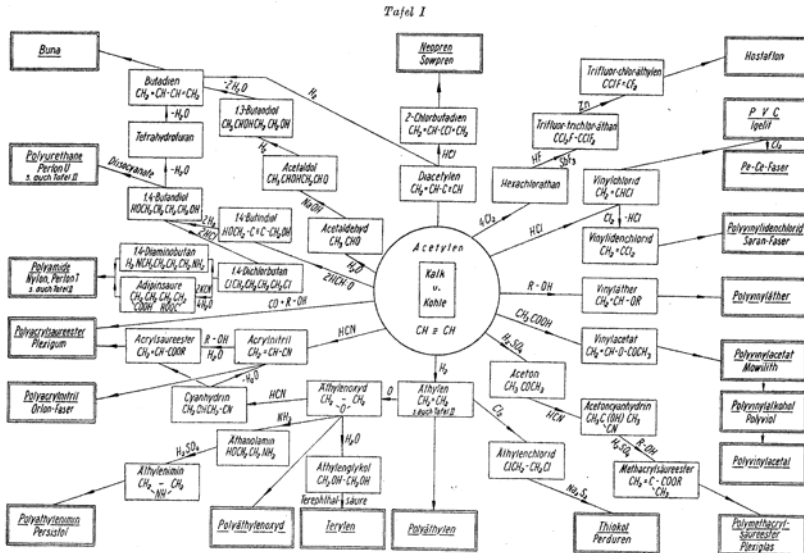 Tafel I
Buna
Butadien
CH₂=CH-CH=CH₂
-H₂O
Tetrahydrofuran
-H₂O
Polyurethane
Perlon U
s. auch Tafel II
Diisocyanate
1.4-Butandiol
HOCH₂CH₂CH₂CH₂OH
-2H₂O
1.3-Butandiol
CH₃CHOHCH₂CH₂OH
H₂
Acetaldol
CH₃CHOHCH₂CHO
NaOH
Acetaldehyd
CH₃CHO
H₂O
H₂
2H₂
1.4-Butindiol
HOCH₂-C≡C-CH₂OH
2HCH·O
2HCl
1.4-Dichlorbutan
ClCH₂CH₂CH₂CH₂Cl
2KCN
4H₂O
1.4-Diaminobutan
H₂NCH₂CH₂CH₂CH₂NH₂
Adipinsäure
CH₂CH₂CH₂CH₂
COOH HOOC
Polyamide
Nylon, Perlon T
s. auch Tafel II
Neopren
Sowpren
2-Chlorbutadien
CH₂=CH-CCl=CH₂
HCl
Diacetylen
CH₂=CH-C≡CH
Hostaflon
Trifluor-chlor-äthylen
CClF=CF₂
Zn
Trifluor-trichlor-äthan
CCl₂F-CClF₂
HF
SbF₃
Hexachloräthan
4Cl₂
P V C
Igelit
Cl₂
Pe-Ce-Faser
Vinylchlorid
CH₂=CHCl
HCl
Cl₂
-HCl
Vinylidenchlorid
CH₂=CCl₂
Polyvinylidenchlorid
Saran-Faser
Acetylen
Kalk
u.
Kohle
CH≡CH
R-OH
Vinyläther
CH₂=CH-OR
Polyvinyläther
CH₃COOH
Vinylacetat
CH₂=CH-O-COCH₃
Polyvinylacetat
Mowilith
Polyvinylalkohol
Polyviol
Polyvinylacetal
H₂SO₄
Aceton
CH₃COCH₃
HCN
Acetoncyanhydrin
CH₃C(OH)CH₃
CN
R-OH
H₂SO₄
Methacrylsäureester
CH₂=C-COOR
CH₃
Polymethacryl-
säureester
Plexiglas
CO+R-OH
Polyacrylsäureester
Plexigum
Acrylsäureester
CH₂=CH-COOR
R-OH
H₂O
Acrylnitril
CH₂=CH-CN
HCN
-H₂O
Polyacrylnitril
Orlon-Faser
Cyanhydrin
CH₂OHCH₂-CN
HCN
Äthylenoxyd
CH₂-CH₂
O
O
Äthylen
CH₂=CH₂
s. auch Tafel II
H₂
NH₃
Äthanolamin
HOCH₂CH₂NH₂
H₂SO₄
Äthylenimin
CH₂-CH₂
NH
Polyäthylenimin
Persistol
H₂O
Äthylenglykol
CH₂OH-CH₂OH
Terephthalsäure
Polyäthylenoxyd
Terylen
Polyäthylen
Cl₂
Äthylenchlorid
ClCH₂-CH₂Cl
Thiokol
Perduren